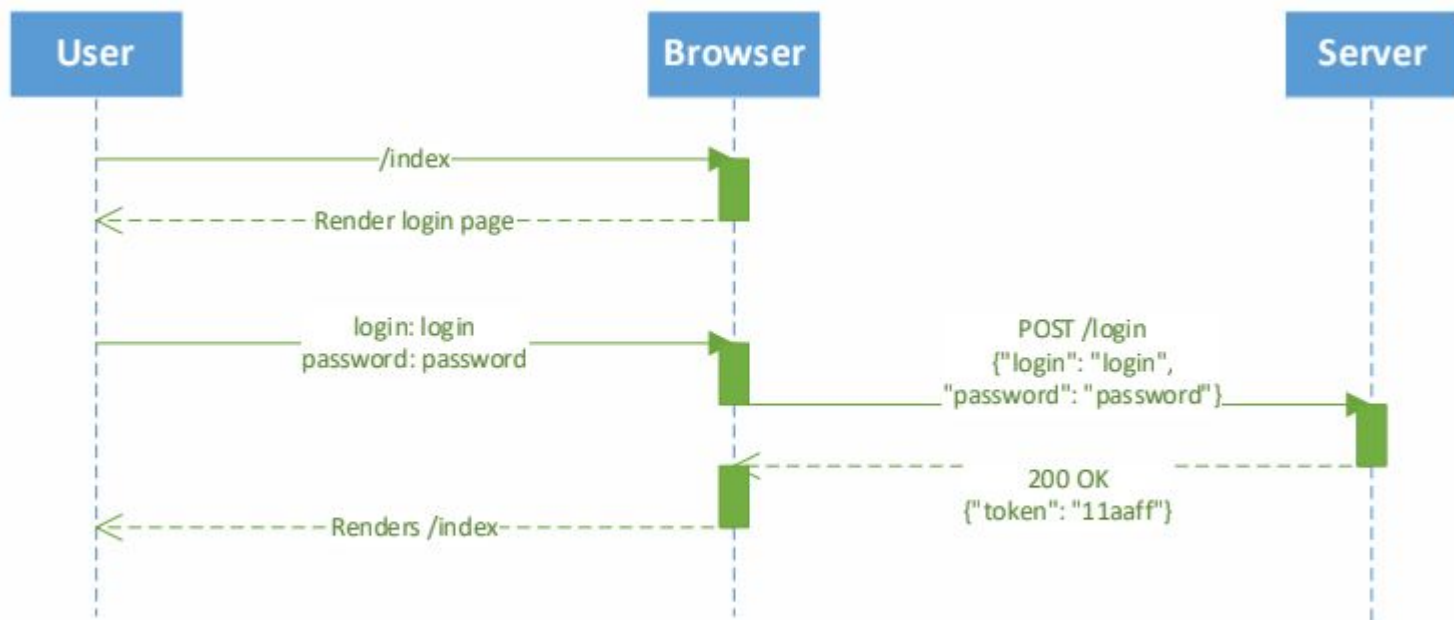 User
Browser
Server
/index
Render login page
login: login
password: password
POST /login
{"login": "login",
"password": "password"}
200 OK
{"token": "11aaff"}
Renders /index